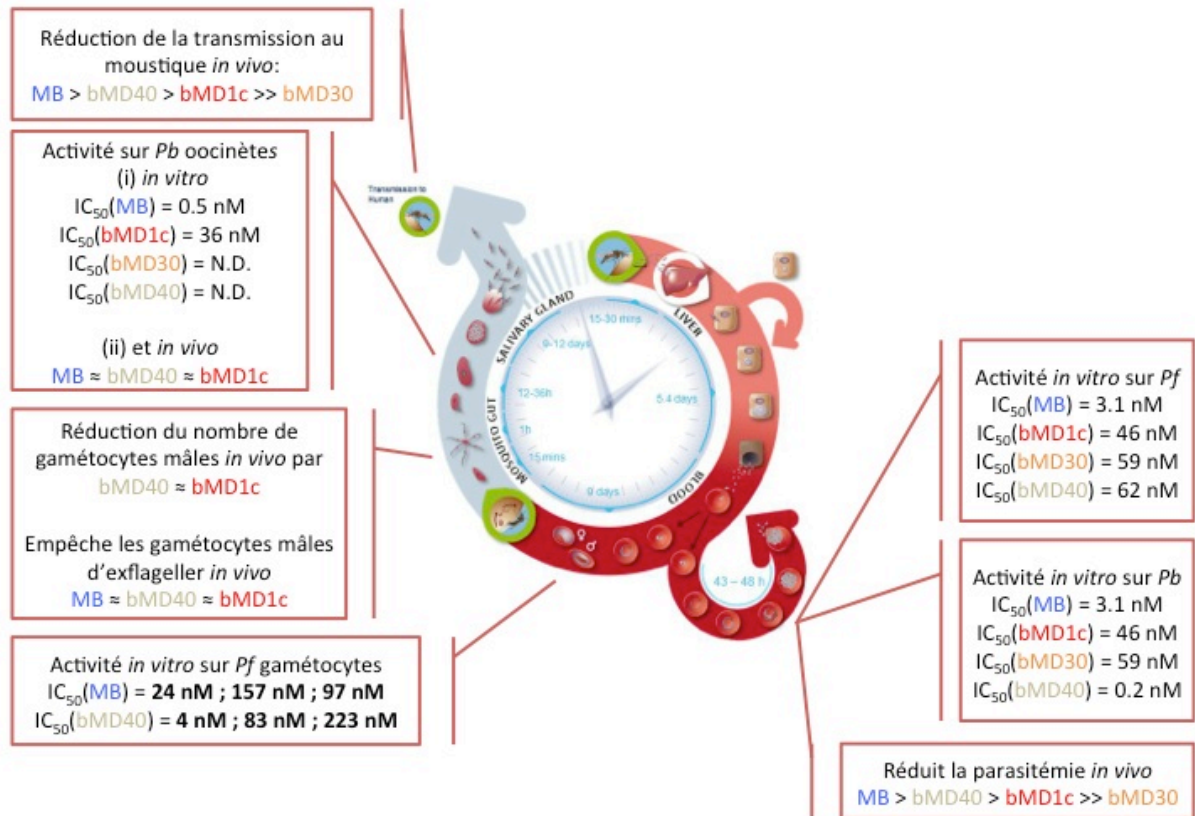 Réduction de la transmission au
moustique in vivo:
MB > bMD40 > bMD1c >> bMD30
Activité sur Pb oocinètes
(i) in vitro
IC50(MB) = 0.5 nM
IC50(bMD1c) = 36 nM
IC50(bMD30) = N.D.
IC50(bMD40) = N.D.
(ii) et in vivo
MB ≈ bMD40 ≈ bMD1c
Réduction du nombre de
gamétocytes mâles in vivo par
bMD40 ≈ bMD1c
Empêche les gamétocytes mâles
d'exflageller in vivo
MB ≈ bMD40 ≈ bMD1c
Activité in vitro sur Pf gamétocytes
IC50(MB) = 24 nM ; 157 nM ; 97 nM
IC50(bMD40) = 4 nM ; 83 nM ; 223 nM
Transmission to
Human
SALIVARY GLAND
LIVER
BLOOD
MOSQUITO GUT
15-30 mins
5.4 days
9 days
15 mins
1h
12-36h
9-12 days
♀
♂
43 – 48 h
Activité in vitro sur Pf
IC50(MB) = 3.1 nM
IC50(bMD1c) = 46 nM
IC50(bMD30) = 59 nM
IC50(bMD40) = 62 nM
Activité in vitro sur Pb
IC50(MB) = 3.1 nM
IC50(bMD1c) = 46 nM
IC50(bMD30) = 59 nM
IC50(bMD40) = 0.2 nM
Réduit la parasitémie in vivo
MB > bMD40 > bMD1c >> bMD30